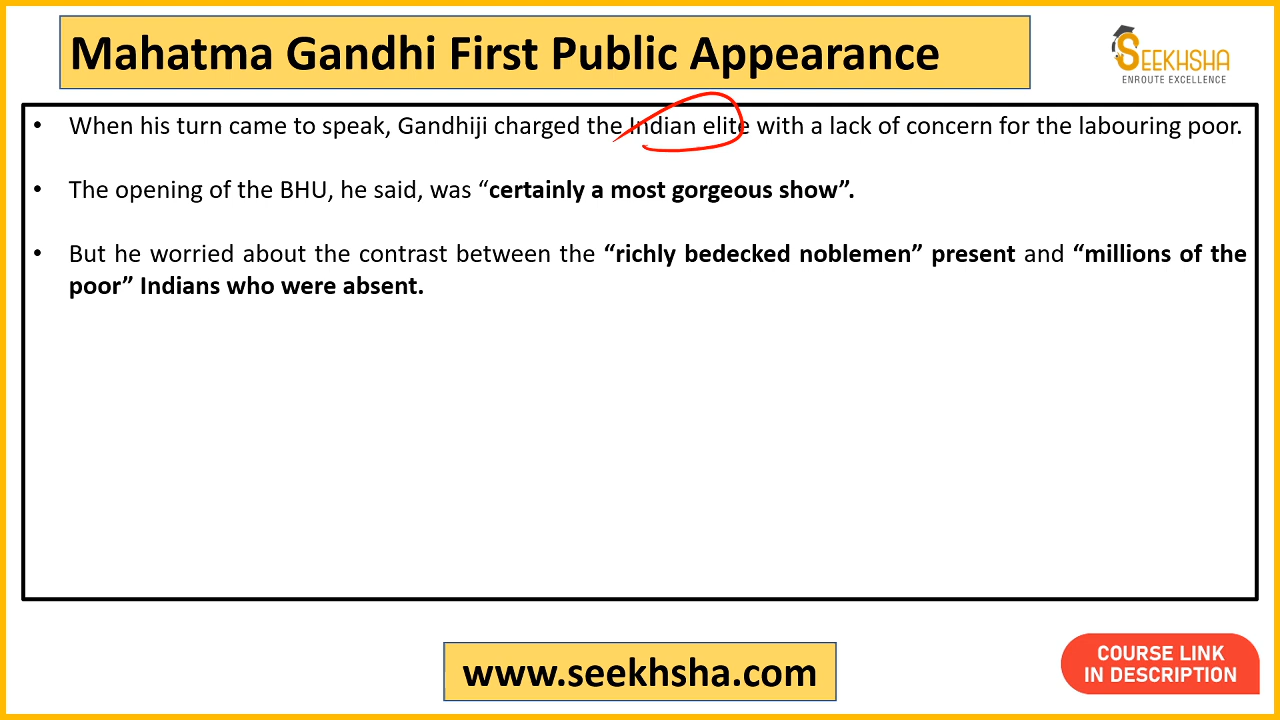 Mahatma Gandhi First Public Appearance
SEEKHSHA
ENROUTE EXCELLENCE
• When his turn came to speak, Gandhiji charged the Indian elite with a lack of concern for the labouring poor.
• The opening of the BHU, he said, was “certainly a most gorgeous show”.
• But he worried about the contrast between the “richly bedecked noblemen” present and “millions of the
poor” Indians who were absent.
www.seekhsha.com
COURSE LINK
IN DESCRIPTION